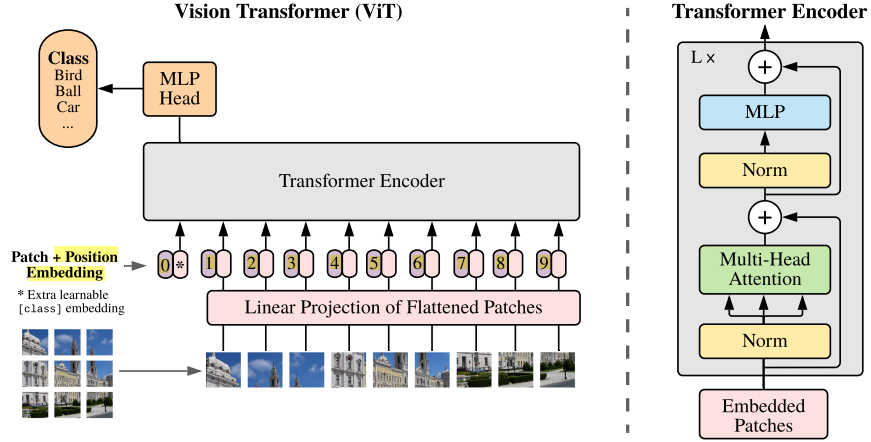 Vision Transformer (ViT)
Class
Bird
Ball
Car
...
MLP
Head
Transformer Encoder
Patch + Position
Embedding
0 * 1 2 3 4 5 6 7 8 9
* Extra learnable
[class] embedding
Linear Projection of Flattened Patches
Transformer Encoder
L x
+
MLP
Norm
+
Multi-Head
Attention
Norm
Embedded
Patches